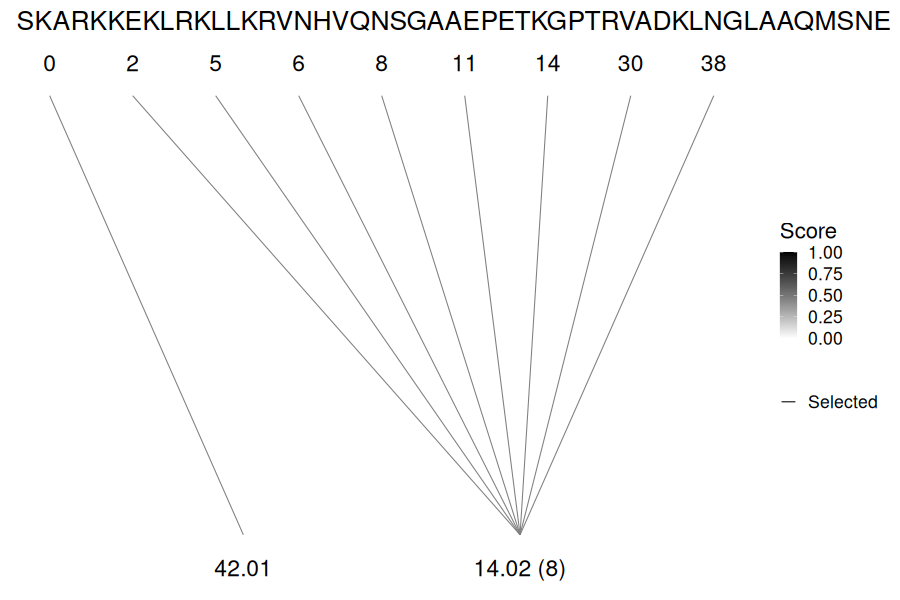 SKARKKEKLRKLLKRVNHVQNSGAAEPETKGPTRVADKLNGLAAQMSNE
0 2 5 6 8 11 14 30 38
Score
1.00
0.75
0.50
0.25
0.00
Selected
42.01 14.02 (8)